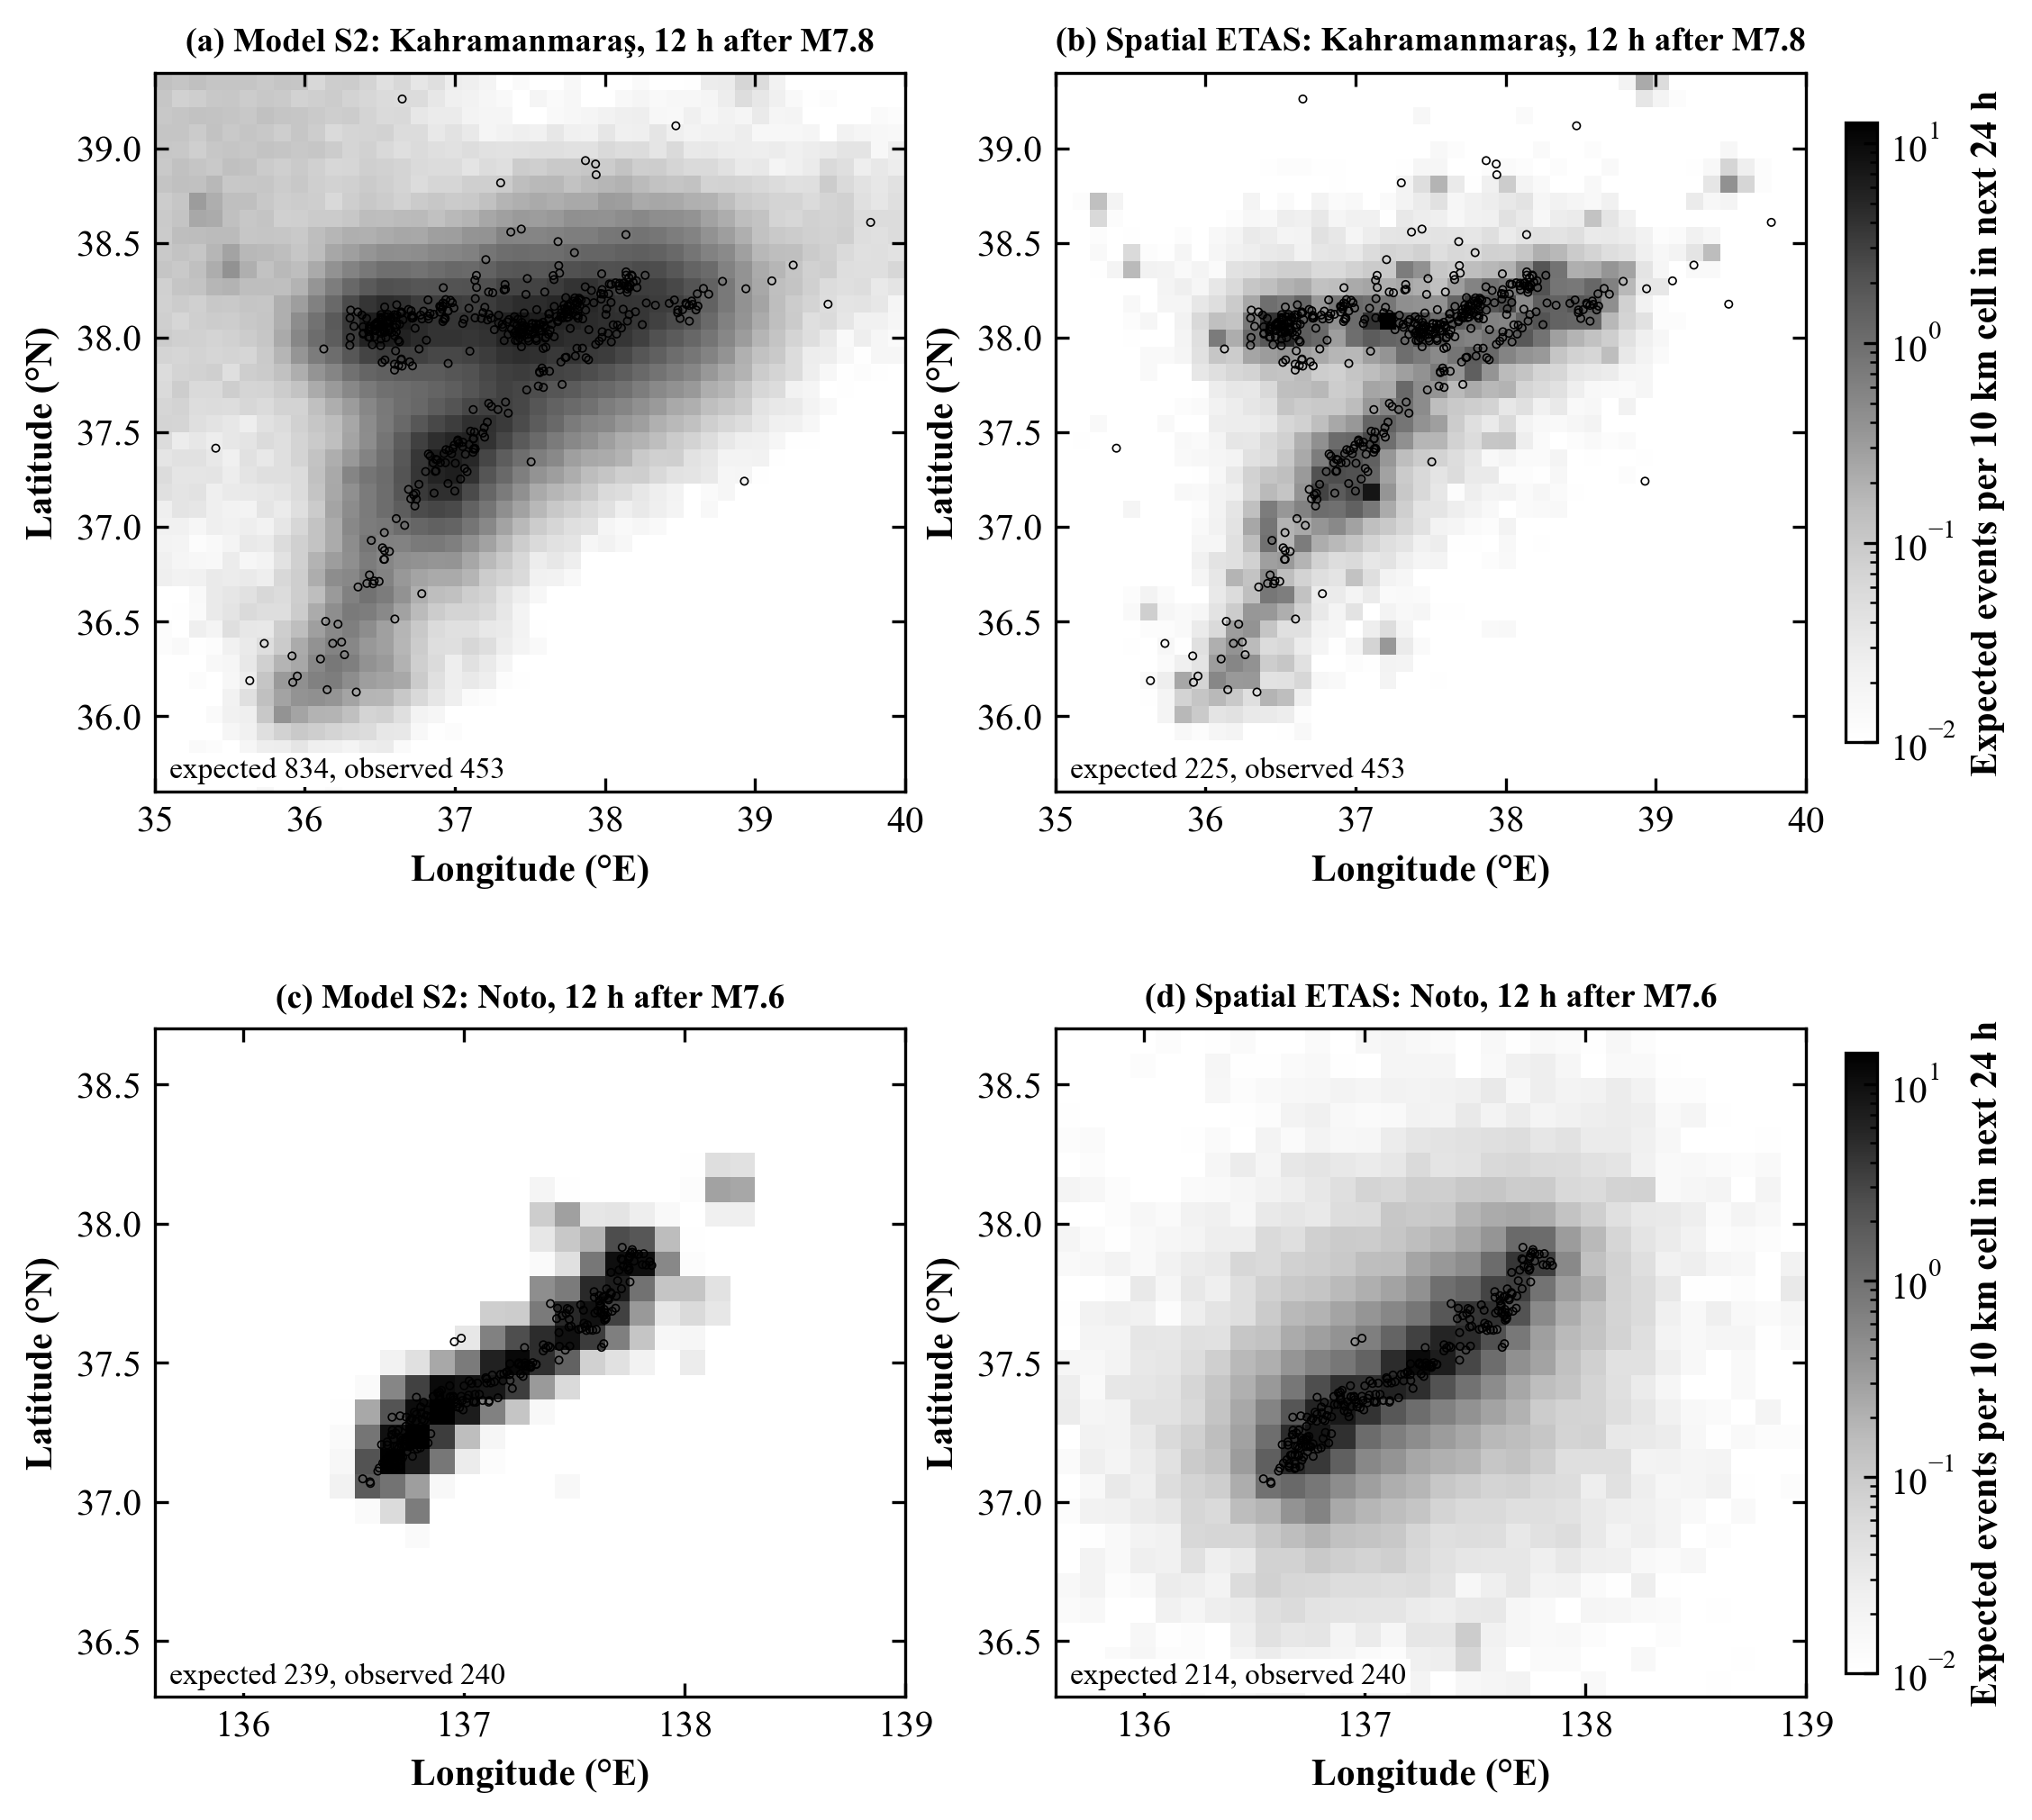 (a) Model S2: Kahramanmaraş, 12 h after M7.8
(b) Spatial ETAS: Kahramanmaraş, 12 h after M7.8
Latitude (°N)
39.0
38.5
38.0
37.5
37.0
36.5
36.0
expected 834, observed 453
35 36 37 38 39 40
Longitude (°E)
Latitude (°N)
39.0
38.5
38.0
37.5
37.0
36.5
36.0
expected 225, observed 453
35 36 37 38 39 40
Longitude (°E)
10^1
10^0
10^−1
10^−2
Expected events per 10 km cell in next 24 h
(c) Model S2: Noto, 12 h after M7.6
(d) Spatial ETAS: Noto, 12 h after M7.6
Latitude (°N)
38.5
38.0
37.5
37.0
36.5
expected 239, observed 240
136 137 138 139
Longitude (°E)
Latitude (°N)
38.5
38.0
37.5
37.0
36.5
expected 214, observed 240
136 137 138 139
Longitude (°E)
10^1
10^0
10^−1
10^−2
Expected events per 10 km cell in next 24 h